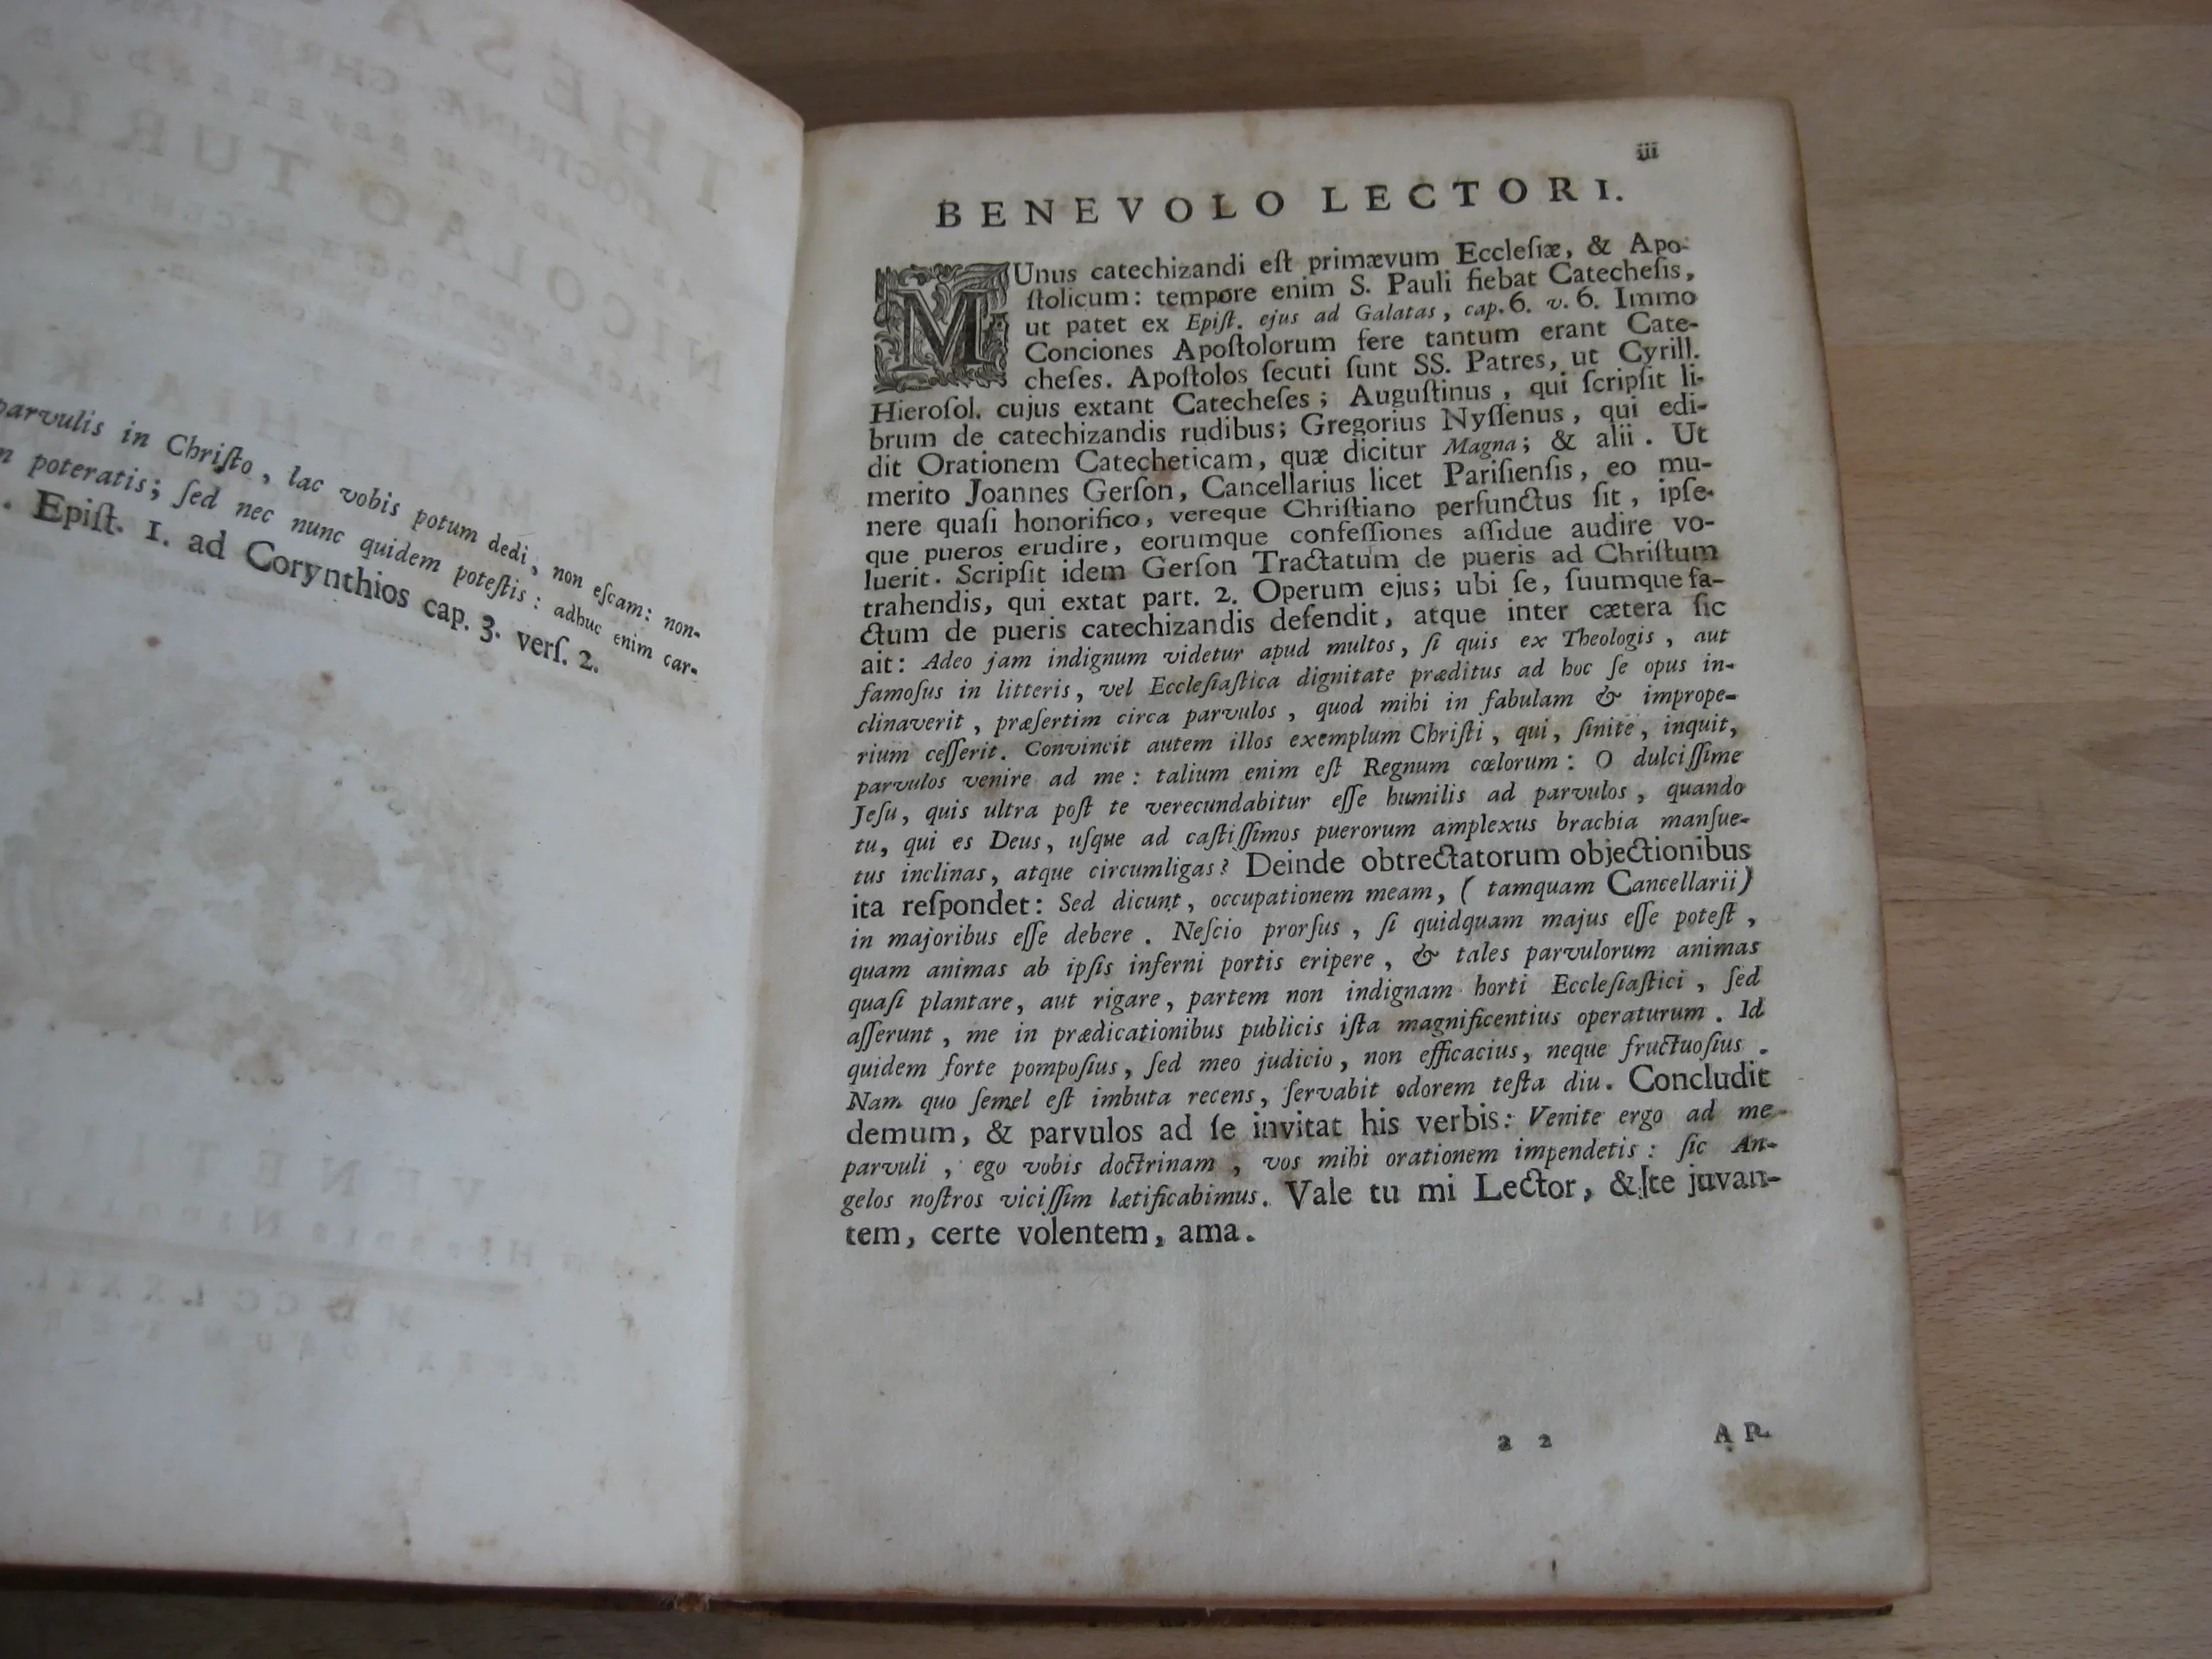 parvulis in Chriſto, lac vobis potum dedi, non eſcam: non-
poteratis; ſed nec nunc quidem poteſtis: adhuc enim car-
Epiſt. 1. ad Corynthios cap. 3. verſ. 2.
iii
BENEVOLO LECTORI.
MUnus catechizandi eſt primævum Eccleſiæ, & Apo-
ſtolicum: tempore enim S. Pauli fiebat Catecheſis,
ut patet ex Epiſt. ejus ad Galatas, cap. 6. v. 6. Immo
Conciones Apoſtolorum fere tantum erant Cate-
cheſes. Apoſtolos ſecuti ſunt SS. Patres, ut Cyrill.
Hieroſol. cujus extant Catecheſes; Auguſtinus, qui ſcripſit li-
brum de catechizandis rudibus; Gregorius Nyſſenus, qui edi-
dit Orationem Catecheticam, quæ dicitur Magna; & alii. Ut
merito Joannes Gerſon, Cancellarius licet Pariſienſis, eo mu-
nere quaſi honorifico, vereque Chriſtiano perfunctus ſit, ipſe-
que pueros erudire, eorumque confeſſiones aſſidue audire vo-
luerit. Scripſit idem Gerſon Tractatum de pueris ad Chriſtum
trahendis, qui extat part. 2. Operum ejus; ubi ſe, ſuumque fa-
ctum de pueris catechizandis defendit, atque inter cætera ſic
ait: Adeo jam indignum videtur apud multos, ſi quis ex Theologis, aut
famoſus in litteris, vel Eccleſiaſtica dignitate præditus ad hoc ſe opus in-
clinaverit, præſertim circa parvulos, quod mihi in fabulam & imprope-
rium ceſſerit. Convincit autem illos exemplum Chriſti, qui, ſinite, inquit,
parvulos venire ad me: talium enim eſt Regnum cœlorum: O dulciſſime
Jeſu, quis ultra poſt te verecundabitur eſſe humilis ad parvulos, quando
tu, qui es Deus, uſque ad caſtiſſimos puerorum amplexus brachia manſue-
tus inclinas, atque circumligas? Deinde obtrectatorum objectionibus
ita reſpondet: Sed dicunt, occupationem meam, (tamquam Cancellarii)
in majoribus eſſe debere. Neſcio prorſus, ſi quidquam majus eſſe poteſt,
quam animas ab ipſis inferni portis eripere, & tales parvulorum animas
quaſi plantare, aut rigare, partem non indignam horti Eccleſiaſtici, ſed
aſſerunt, me in prædicationibus publicis iſta magnificentius operaturum. Id
quidem forte pompoſius, ſed meo judicio, non efficacius, neque fructuoſius.
Nam quo ſemel eſt imbuta recens, ſervabit odorem teſta diu. Concludit
demum, & parvulos ad ſe invitat his verbis: Venite ergo ad me
parvuli, ego vobis doctrinam, vos mihi orationem impendetis: ſic An-
gelos noſtros viciſſim lætificabimus. Vale tu mi Lector, & te juvan-
tem, certe volentem, ama.
a 2 AR-